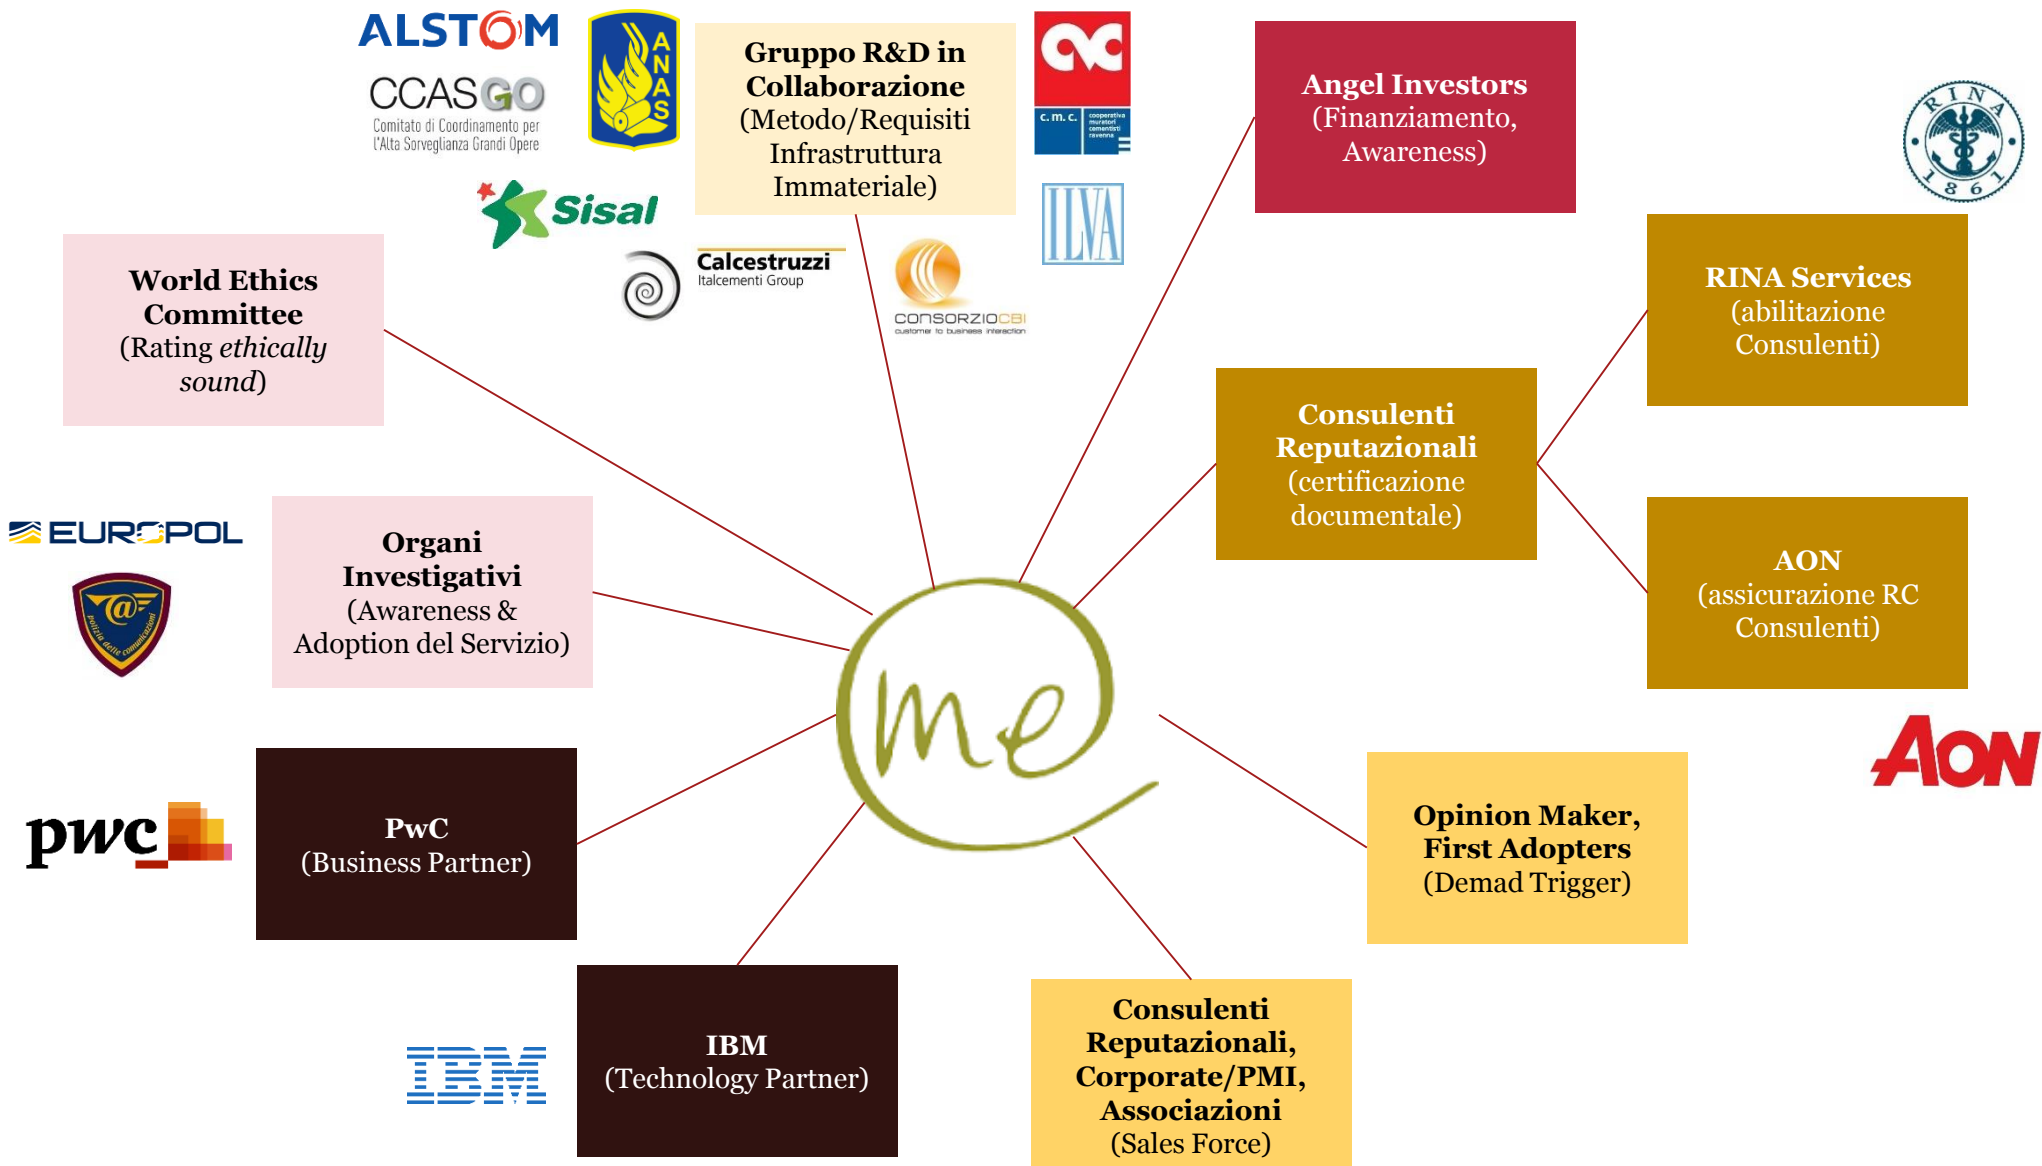 ALSTOM
CCASGO
Comitato di Coordinamento per
l'Alta Sorveglianza Grandi Opere
ANAS
Gruppo R&D in
Collaborazione
(Metodo/Requisiti
Infrastruttura
Immateriale)
c.m.c.
cooperativa
muratori
cementisti
ravenna
Angel Investors
(Finanziamento,
Awareness)
RINA
1861
Sisal
ILVA
Calcestruzzi
Italcementi Group
CONSORZIOCBI
customer to business interaction
World Ethics
Committee
(Rating ethically
sound)
RINA Services
(abilitazione
Consulenti)
Consulenti
Reputazionali
(certificazione
documentale)
EUROPOL
@
polizia delle comunicazioni
Organi
Investigativi
(Awareness &
Adoption del Servizio)
AON
(assicurazione RC
Consulenti)
me
AON
pwc
PwC
(Business Partner)
Opinion Maker,
First Adopters
(Demad Trigger)
IBM
IBM
(Technology Partner)
Consulenti
Reputazionali,
Corporate/PMI,
Associazioni
(Sales Force)